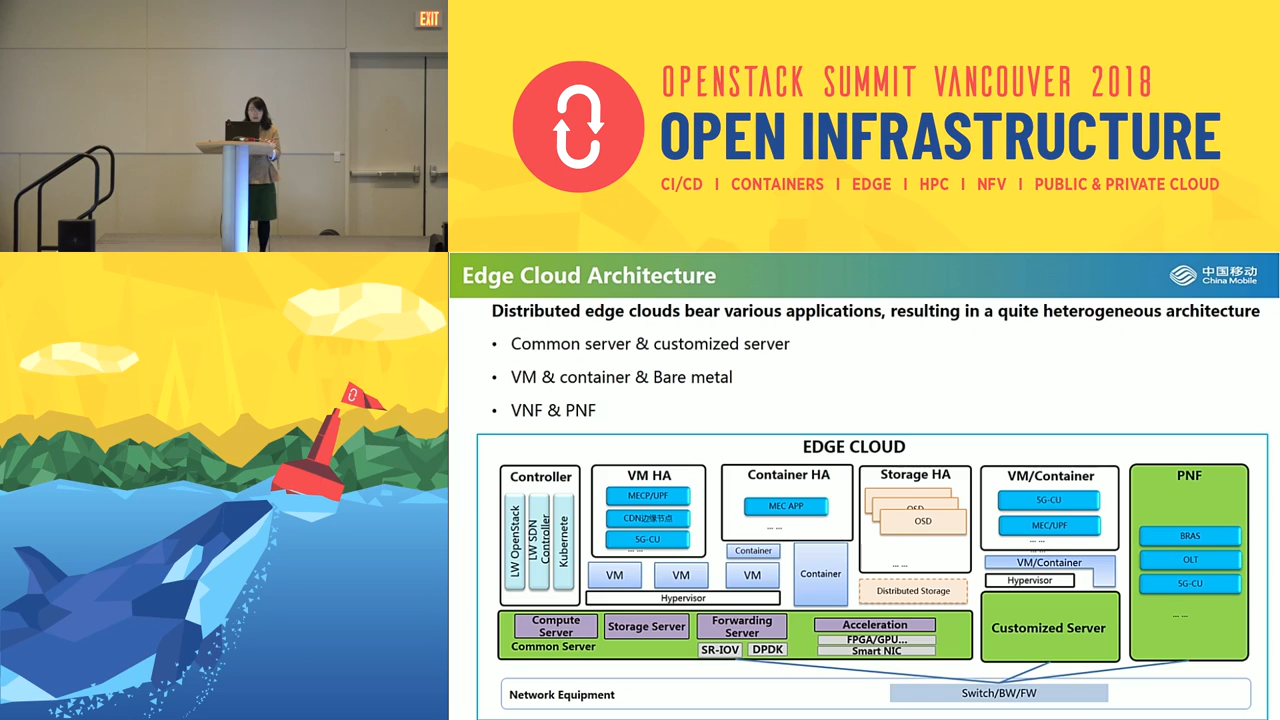 EXIT
OPENSTACK SUMMIT VANCOUVER 2018
OPEN INFRASTRUCTURE
CI/CD | CONTAINERS | EDGE | HPC | NFV | PUBLIC & PRIVATE CLOUD
Edge Cloud Architecture
中国移动
China Mobile
Distributed edge clouds bear various applications, resulting in a quite heterogeneous architecture
• Common server & customized server
• VM & container & Bare metal
• VNF & PNF
EDGE CLOUD
Controller
LW OpenStack
LW SDN
Controller
Kubernete
VM HA
MECP/UPF
CDN边缘节点
5G-CU
... ...
Container HA
MEC APP
... ...
Storage HA
OSD
OSD
... ...
VM/Container
5G-CU
MEC/UPF
... ...
PNF
BRAS
OLT
5G-CU
... ...
VM
VM
Container
VM
Container
Hypervisor
Distributed Storage
... ...
VM/Container
Hypervisor
Compute
Server
Storage Server
Forwarding
Server
SR-IOV
DPDK
Acceleration
FPGA/GPU...
Smart NIC
Common Server
Customized Server
Network Equipment
Switch/BW/FW